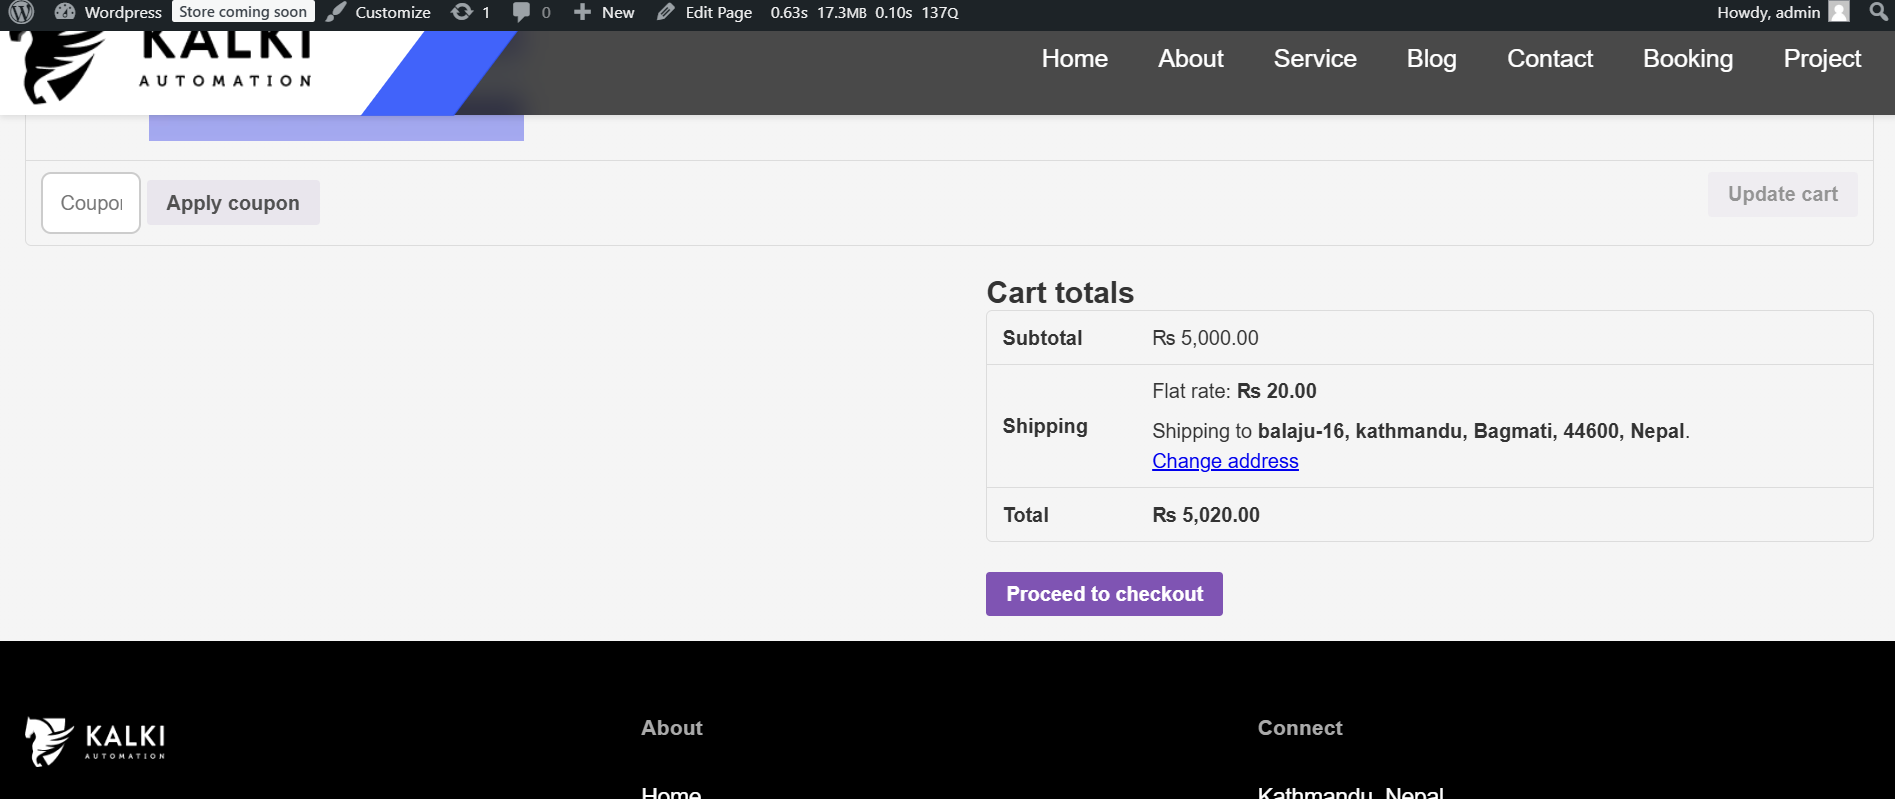 Wordpress Store coming soon Customize 1 0 New Edit Page 0.63s 17.3MB 0.10s 137Q Howdy, admin
KALKI
AUTOMATION
Home About Service Blog Contact Booking Project
Coupon Apply coupon Update cart
Cart totals
Subtotal Rs 5,000.00
Flat rate: Rs 20.00
Shipping
Shipping to balaju-16, kathmandu, Bagmati, 44600, Nepal.
Change address
Total Rs 5,020.00
Proceed to checkout
KALKI
AUTOMATION
About
Connect
Home
Kathmandu, Nepal